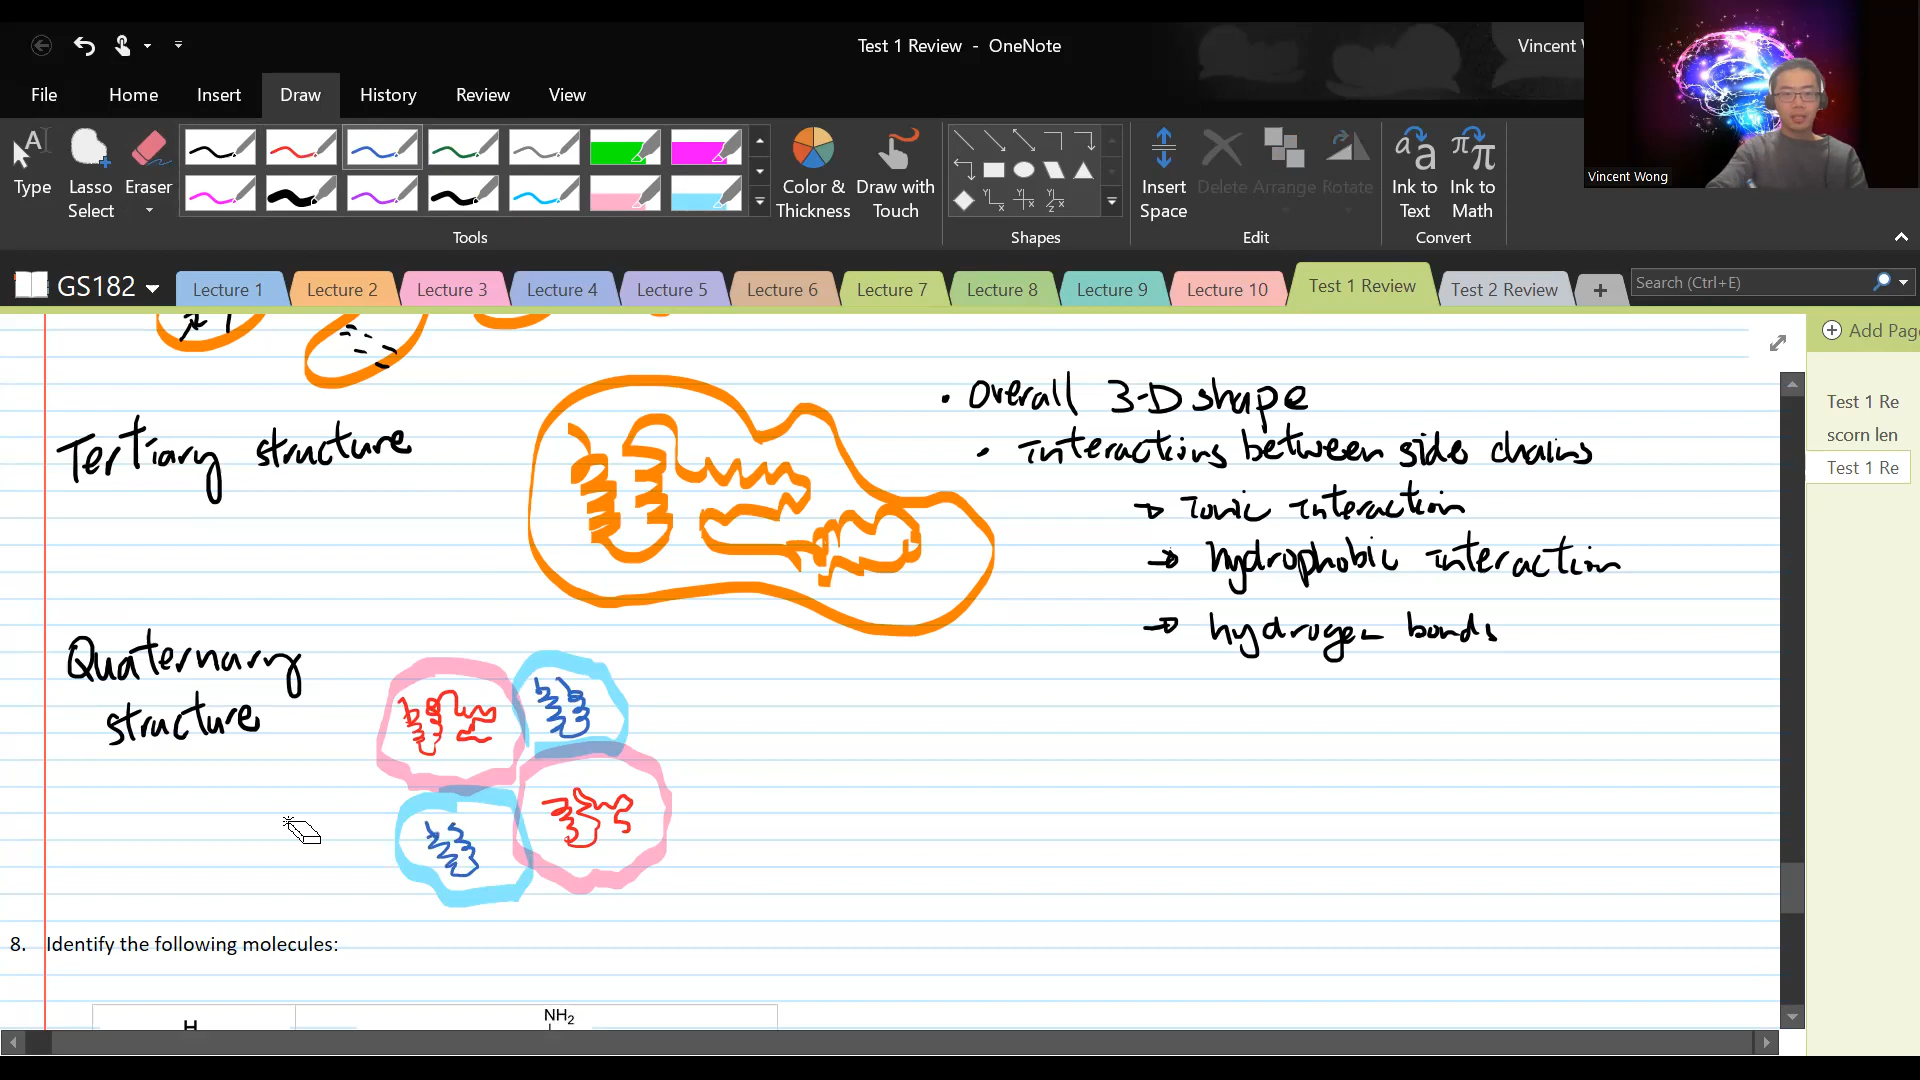 Test 1 Review - OneNote
Vincent W
File Home Insert Draw History Review View
Type
Lasso Select
Eraser
Color & Thickness
Draw with Touch
Insert Space
Delete
Arrange
Rotate
Ink to Text
Ink to Math
Tools
Shapes
Edit
Convert
Vincent Wong
GS182
Lecture 1
Lecture 2
Lecture 3
Lecture 4
Lecture 5
Lecture 6
Lecture 7
Lecture 8
Lecture 9
Lecture 10
Test 1 Review
Test 2 Review
Search (Ctrl+E)
Add Page
Test 1 Re
scorn len
Test 1 Re
Tertiary structure
• Overall 3-D shape
• interactions between side chains
→ Ionic interaction
→ hydrophobic interaction
→ hydrogen bonds
Quaternary
structure
8. Identify the following molecules:
H
NH2